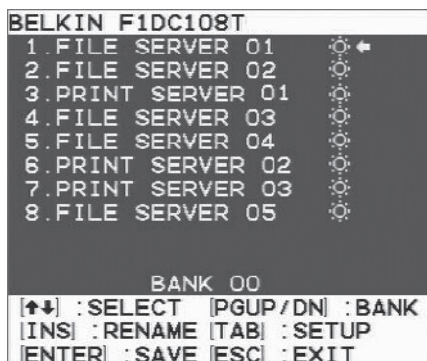 BELKIN F1DC108T
1.FILE SERVER 01
2.FILE SERVER 02
3.PRINT SERVER 01
4.FILE SERVER 03
5.FILE SERVER 04
6.PRINT SERVER 02
7.PRINT SERVER 03
8.FILE SERVER 05
BANK 00
[↑↓] :SELECT [PGUP/DN] :BANK
[INS] :RENAME [TAB] :SETUP
[ENTER] :SAVE [ESC] :EXIT